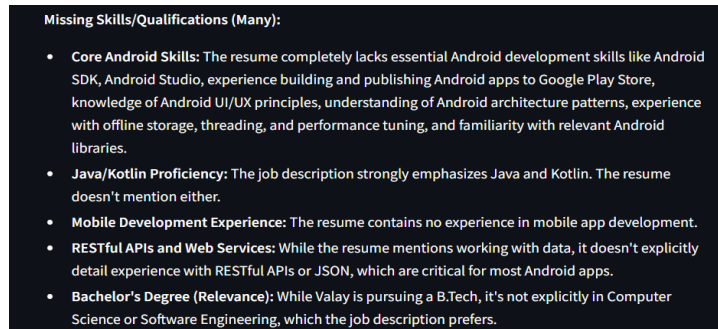 Missing Skills/Qualifications (Many):
• Core Android Skills: The resume completely lacks essential Android development skills like Android
SDK, Android Studio, experience building and publishing Android apps to Google Play Store,
knowledge of Android UI/UX principles, understanding of Android architecture patterns, experience
with offline storage, threading, and performance tuning, and familiarity with relevant Android
libraries.
• Java/Kotlin Proficiency: The job description strongly emphasizes Java and Kotlin. The resume
doesn't mention either.
• Mobile Development Experience: The resume contains no experience in mobile app development.
• RESTful APIs and Web Services: While the resume mentions working with data, it doesn't explicitly
detail experience with RESTful APIs or JSON, which are critical for most Android apps.
• Bachelor's Degree (Relevance): While Valay is pursuing a B.Tech, it's not explicitly in Computer
Science or Software Engineering, which the job description prefers.